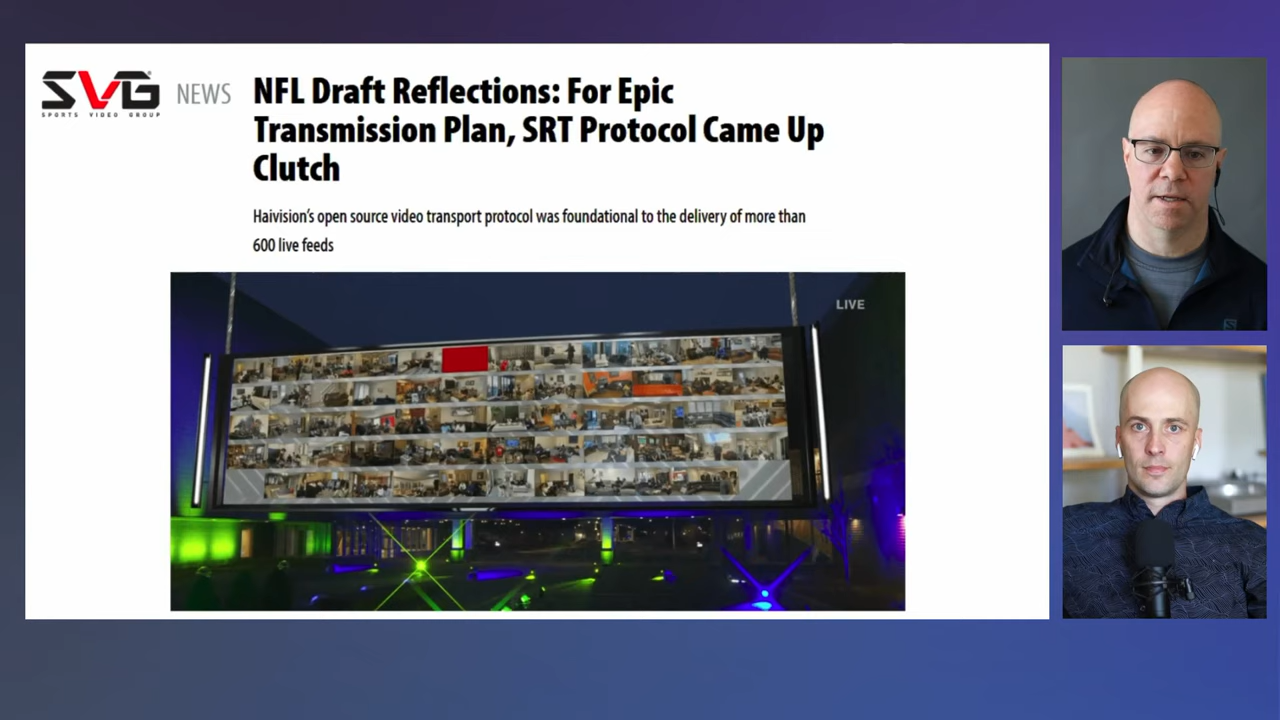 SVG
SPORTS VIDEO GROUP
NEWS
NFL Draft Reflections: For Epic
Transmission Plan, SRT Protocol Came Up
Clutch
Haivision's open source video transport protocol was foundational to the delivery of more than
600 live feeds
LIVE